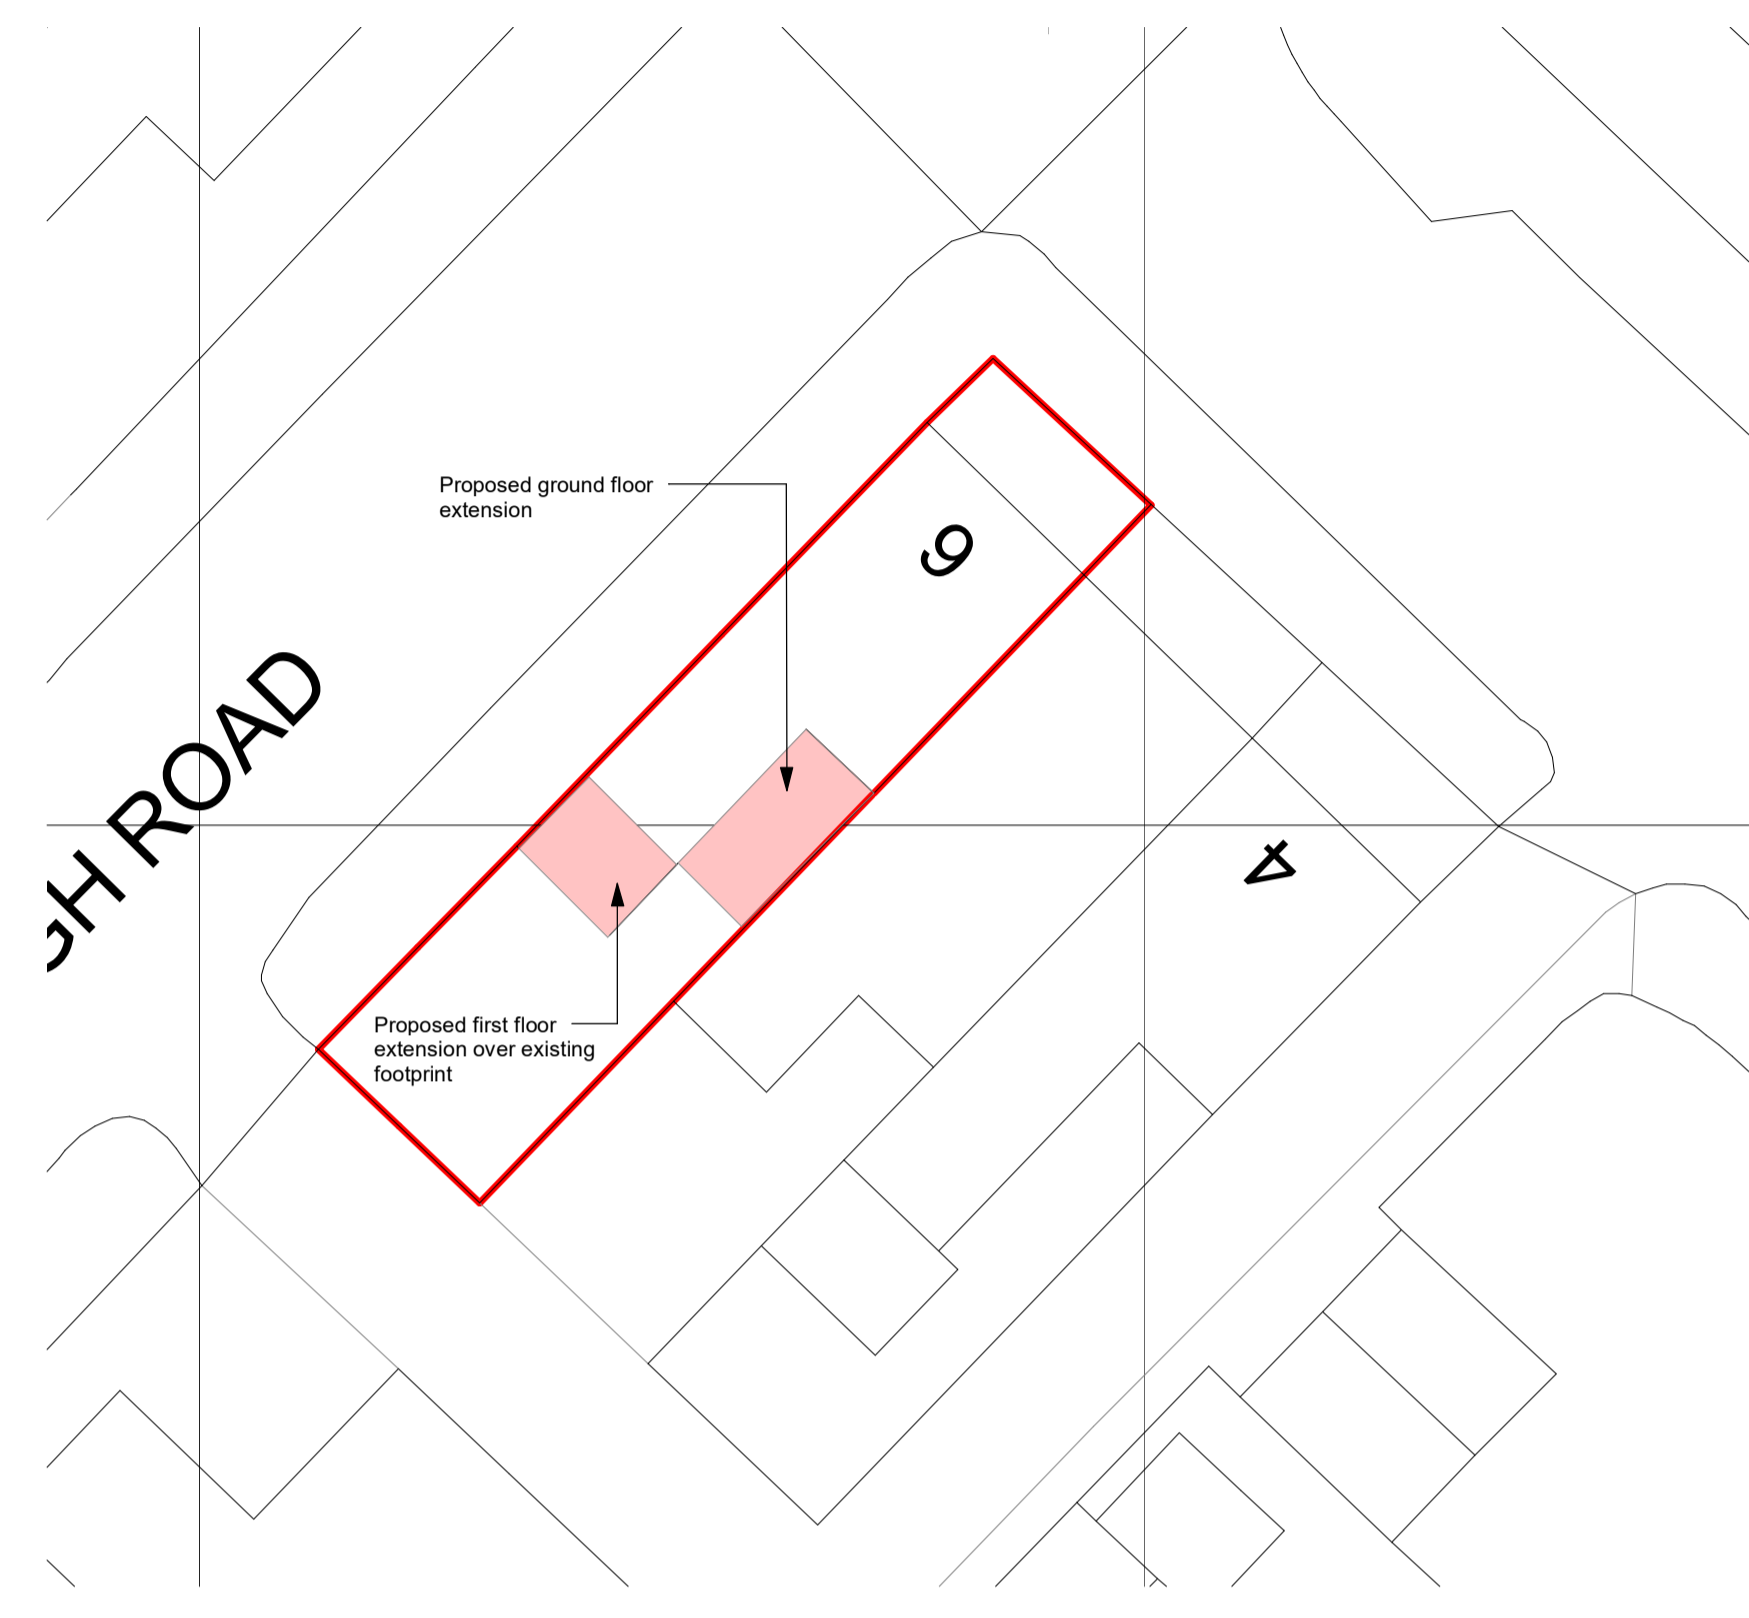 Proposed ground floor
extension
6
GH ROAD
4
Proposed first floor
extension over existing
footprint